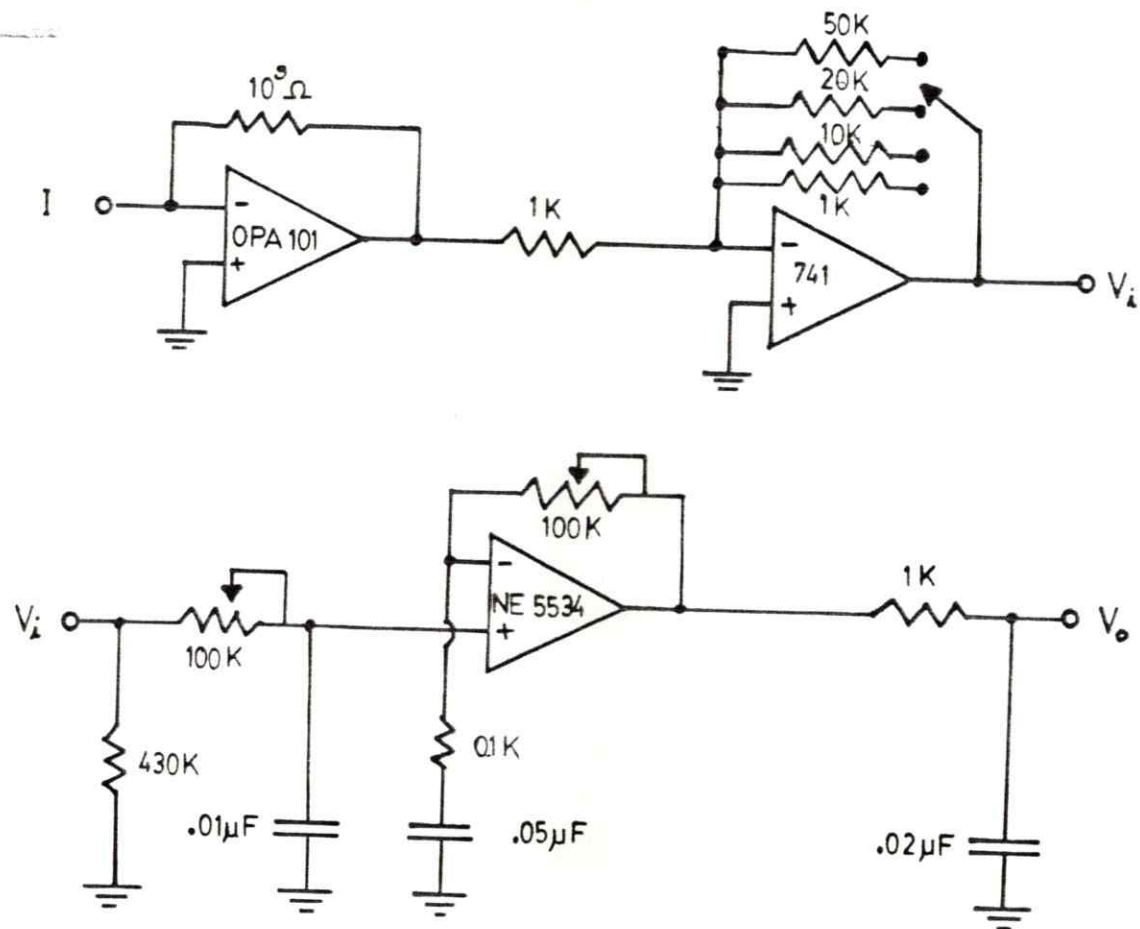 50K
20K
10K
1K
10⁹Ω
I
-
OPA 101
+
1K
-
741
+
Vi
100K
-
NE 5534
+
Vi
100K
430K
.01μF
0.1K
.05μF
1K
.02μF
Vo